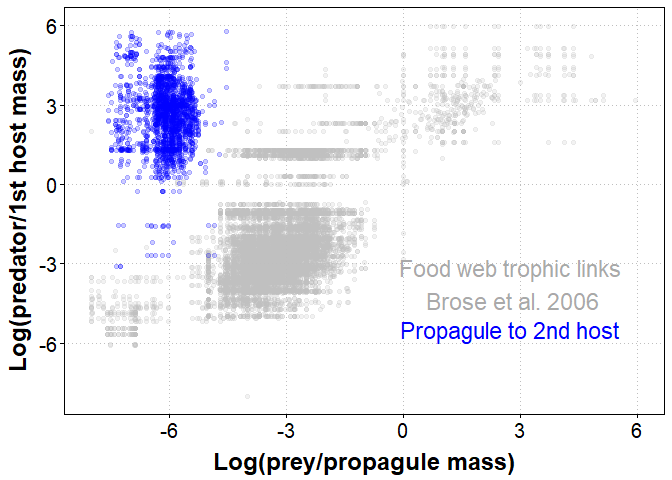 Log(predator/1st host mass)
6
3
0
-3
-6
Food web trophic links
Brose et al. 2006
Propagule to 2nd host
-6 -3 0 3 6
Log(prey/propagule mass)